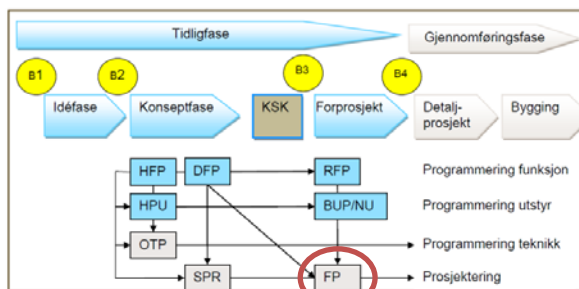 Tidligfase
Gjennomføringsfase
B1
B2
B3
B4
Idéfase
Konseptfase
KSK
Forprosjekt
Detalj-
prosjekt
Bygging
HFP
DFP
RFP
Programmering funksjon
HPU
BUP/NU
Programmering utstyr
OTP
Programmering teknikk
SPR
FP
Prosjektering